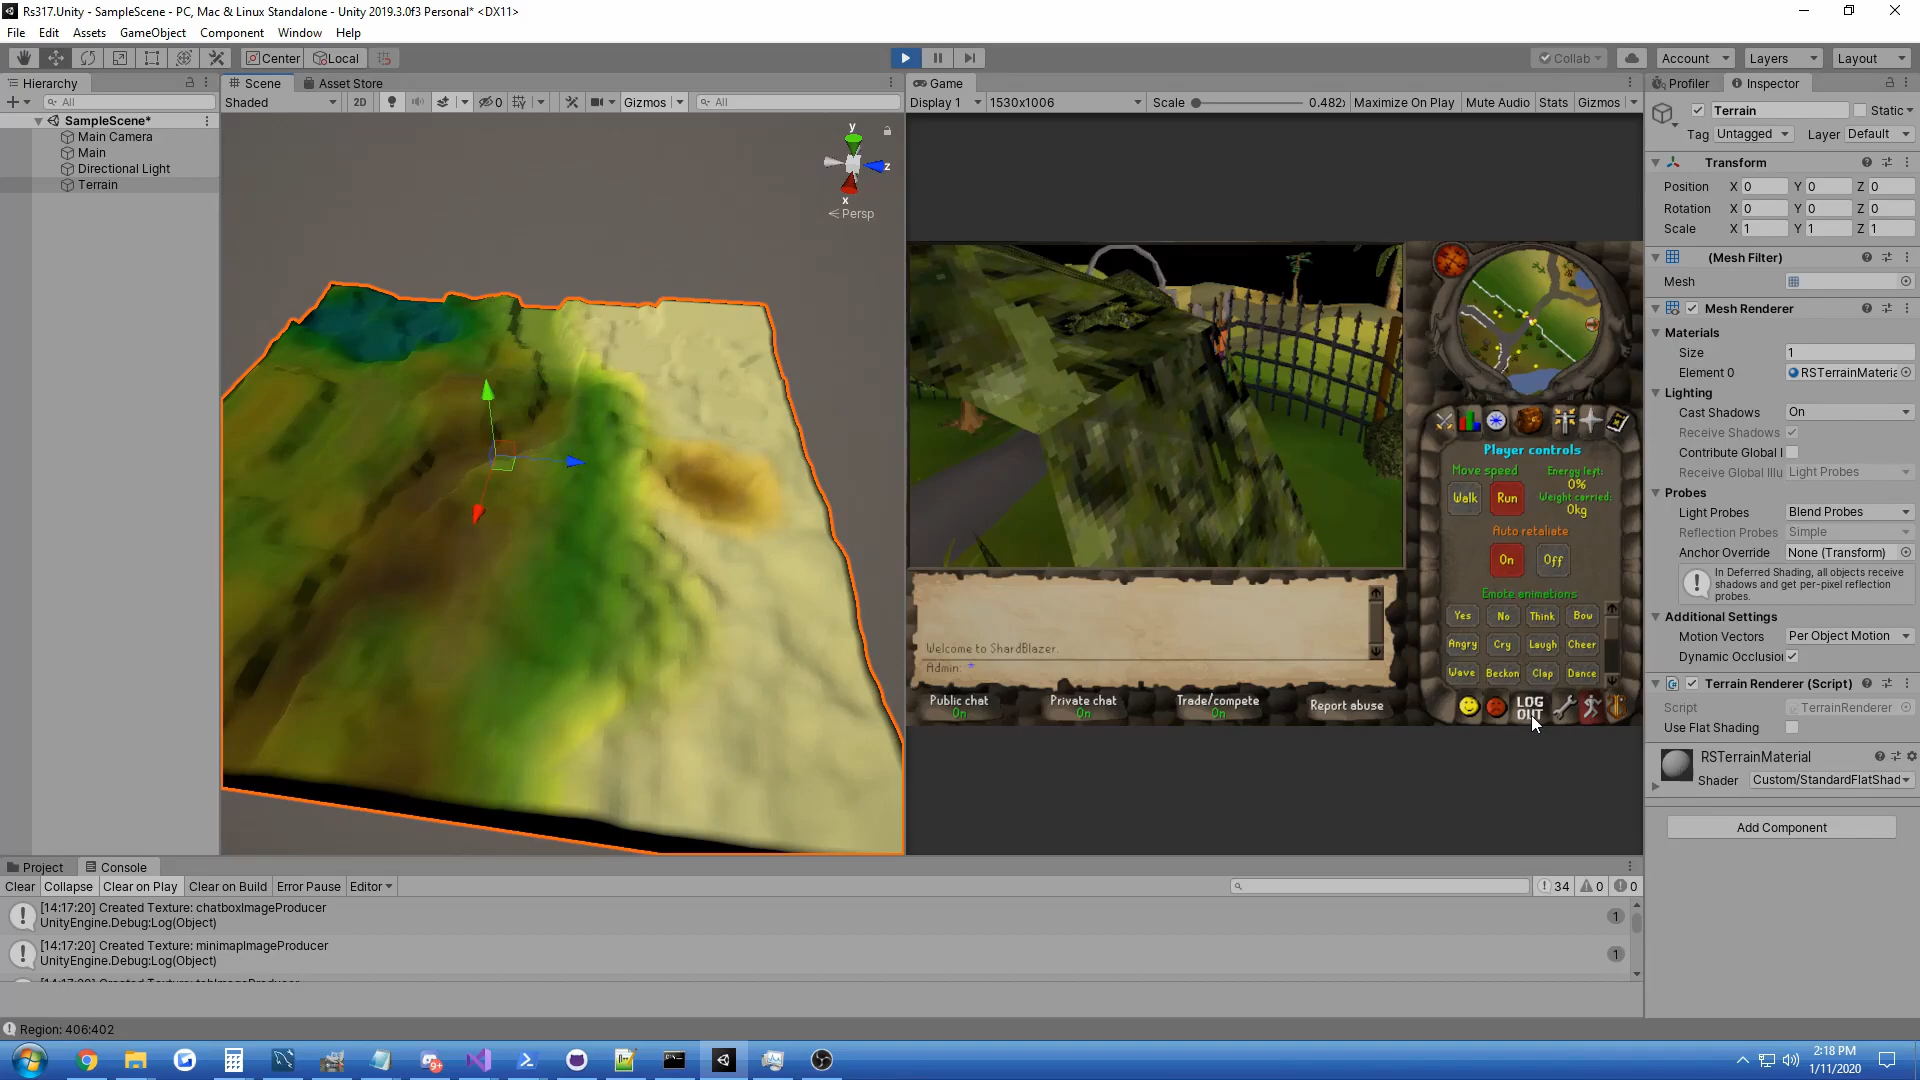 Rs317.Unity - SampleScene - PC, Mac & Linux Standalone - Unity 2019.3.0f3 Personal* <DX11>
File Edit Assets GameObject Component Window Help
Center Local Collab Account Layers Layout
Hierarchy Scene Asset Store Game Profiler Inspector
All Shaded 2D 0 Gizmos All Display 1 1530x1006 Scale 0.482 Maximize On Play Mute Audio Stats Gizmos
Terrain Static
SampleScene*
Main Camera
Main
Directional Light
Terrain
y
z
x
Persp
Tag Untagged Layer Default
Transform
Position X 0 Y 0 Z 0
Rotation X 0 Y 0 Z 0
Scale X 1 Y 1 Z 1
(Mesh Filter)
Mesh
Mesh Renderer
Materials
Size 1
Element 0 RSTerrainMateria
Lighting
Cast Shadows On
Receive Shadows
Contribute Global I
Receive Global Illu Light Probes
Probes
Light Probes Blend Probes
Reflection Probes Simple
Anchor Override None (Transform)
In Deferred Shading, all objects receive
shadows and get per-pixel reflection
probes.
Additional Settings
Motion Vectors Per Object Motion
Dynamic Occlusio
Terrain Renderer (Script)
Script TerrainRenderer
Use Flat Shading
RSTerrainMaterial
Shader Custom/StandardFlatShad
Add Component
Player controls
Move speed Energy left:
0%
Walk Run Weight carried:
0kg
Auto retaliate
On Off
Emote animations
Yes No Think Bow
Angry Cry Laugh Cheer
Wave Beckon Clap Dance
LOG
OUT
Welcome to ShardBlazer.
Admin: *
Public chat Private chat Trade/compete Report abuse
On On On
Project Console
Clear Collapse Clear on Play Clear on Build Error Pause Editor 34 0 0
[14:17:20] Created Texture: chatboxImageProducer
UnityEngine.Debug:Log(Object)
1
[14:17:20] Created Texture: minimapImageProducer
UnityEngine.Debug:Log(Object)
1
Region: 406:402
9+
2:18 PM
1/11/2020